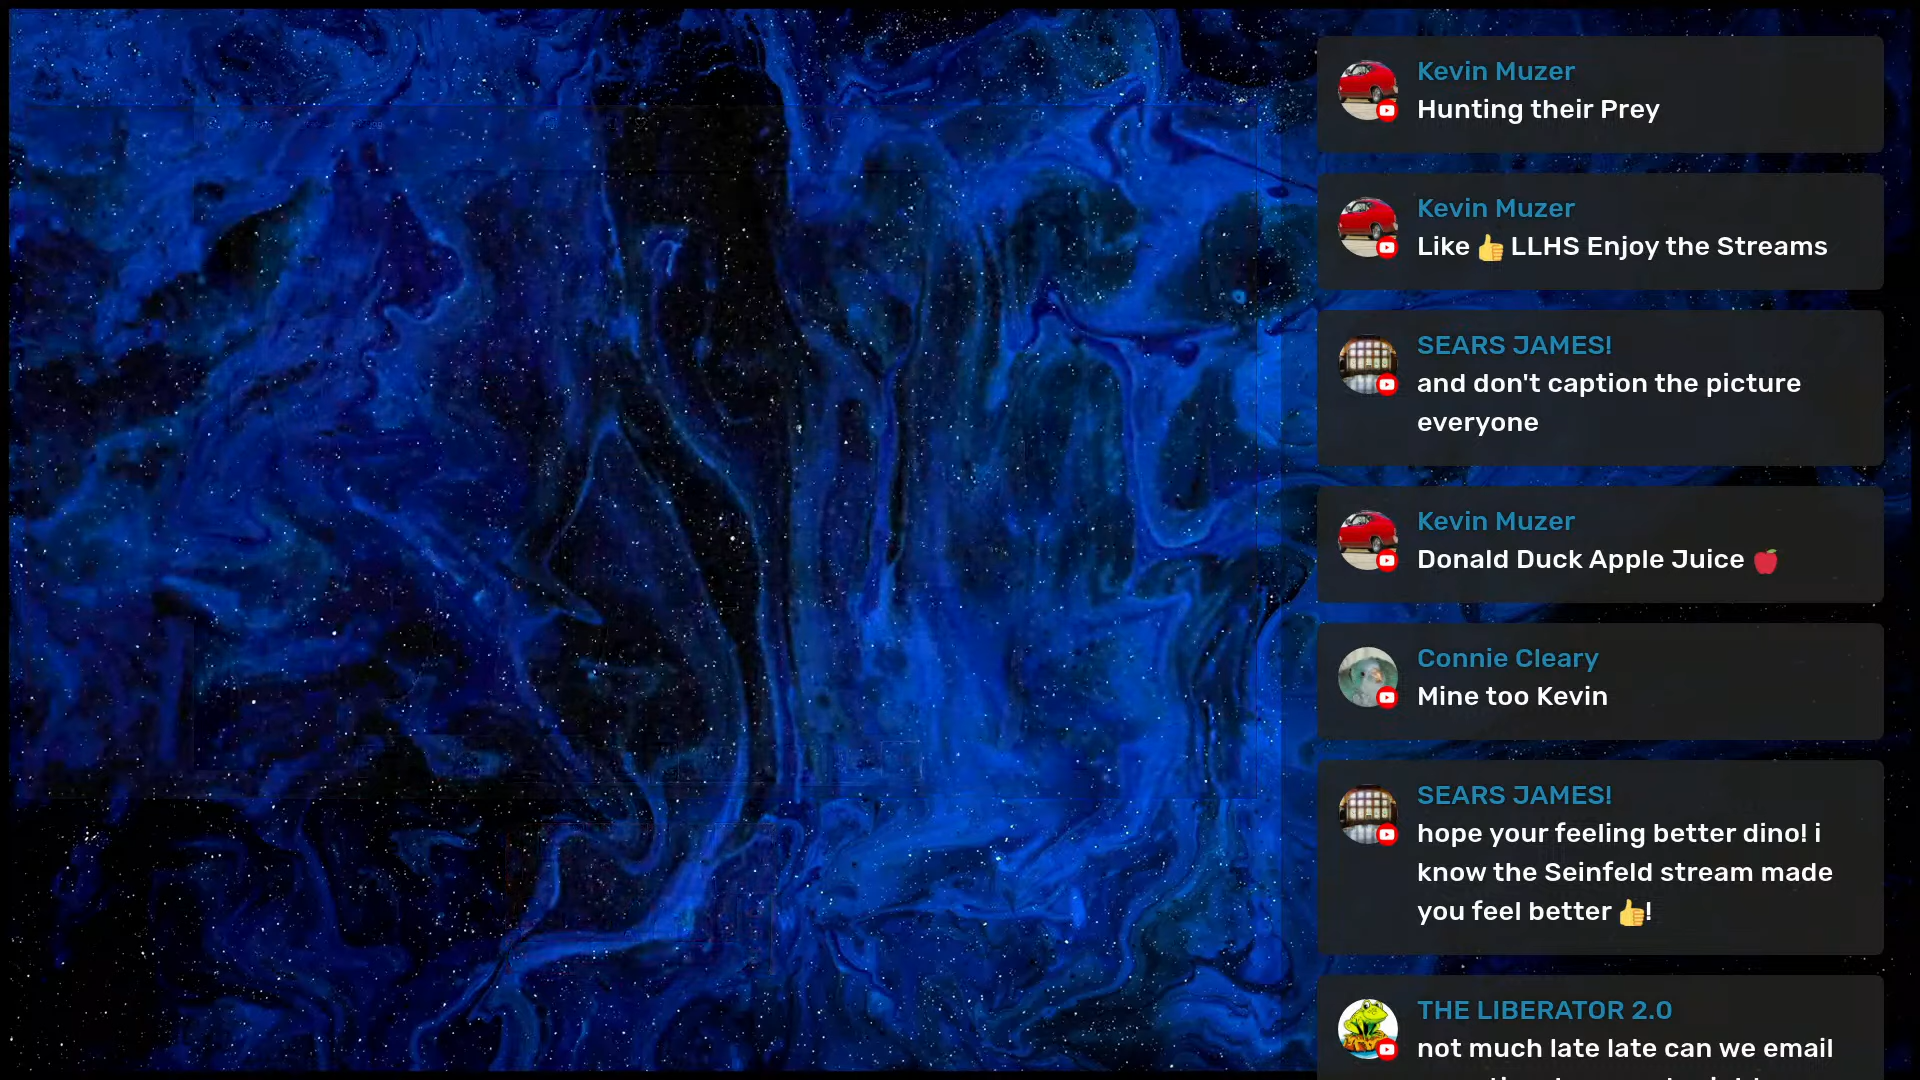 Kevin Muzer
Hunting their Prey
Kevin Muzer
Like 👍 LLHS Enjoy the Streams
SEARS JAMES!
and don't caption the picture
everyone
Kevin Muzer
Donald Duck Apple Juice 🍎
Connie Cleary
Mine too Kevin
SEARS JAMES!
hope your feeling better dino! i
know the Seinfeld stream made
you feel better 👍!
THE LIBERATOR 2.0
not much late late can we email